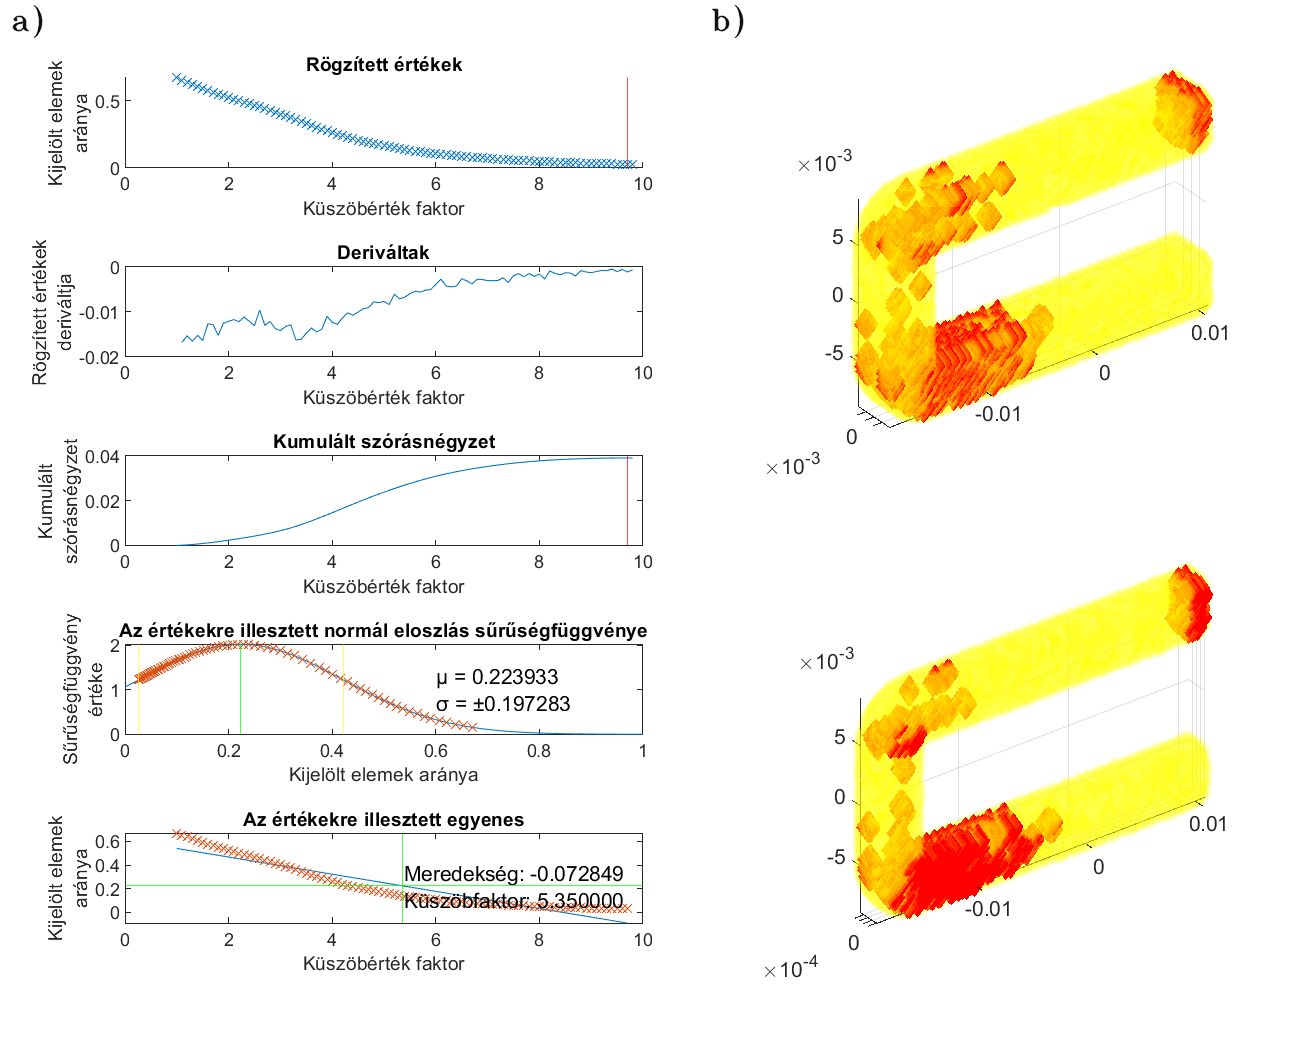 a)
Rögzített értékek
Kijelölt elemek
aránya
0.5
0
0 2 4 6 8 10
Küszöbérték faktor
Deriváltak
Rögzített értékek
deriváltja
0
-0.01
-0.02
0 2 4 6 8 10
Küszöbérték faktor
Kumulált szórásnégyzet
Kumulált
szórásnégyzet
0.04
0.02
0
0 2 4 6 8 10
Küszöbérték faktor
Az értékekre illesztett normál eloszlás sűrűségfüggvénye
Sűrűségfüggvény
értéke
2
1
0
μ = 0.223933
σ = ±0.197283
0 0.2 0.4 0.6 0.8 1
Kijelölt elemek aránya
Az értékekre illesztett egyenes
Kijelölt elemek
aránya
0.6
0.4
0.2
0
Meredekség: -0.072849
Küszöbfaktor: 5.350000
0 2 4 6 8 10
Küszöbérték faktor
b)
×10-3
5
0
-5
0.01
0
-0.01
0
×10-3
×10-3
5
0
-5
0.01
0
-0.01
0
×10-4